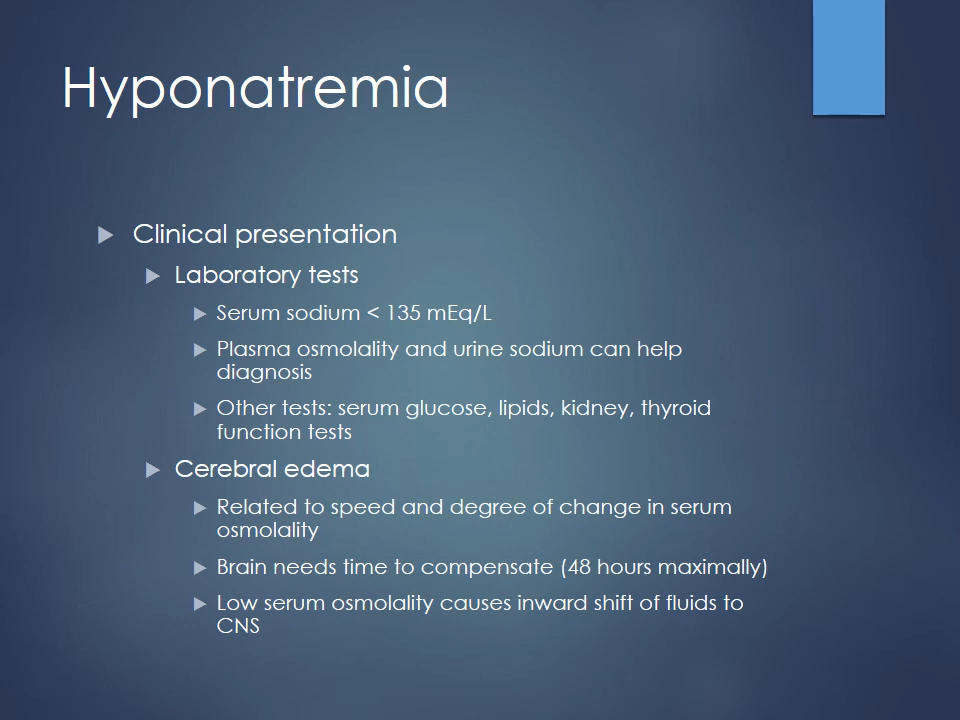 Hyponatremia
Clinical presentation
Laboratory tests
Serum sodium < 135 mEq/L
Plasma osmolality and urine sodium can help
diagnosis
Other tests: serum glucose, lipids, kidney, thyroid
function tests
Cerebral edema
Related to speed and degree of change in serum
osmolality
Brain needs time to compensate (48 hours maximally)
Low serum osmolality causes inward shift of fluids to
CNS